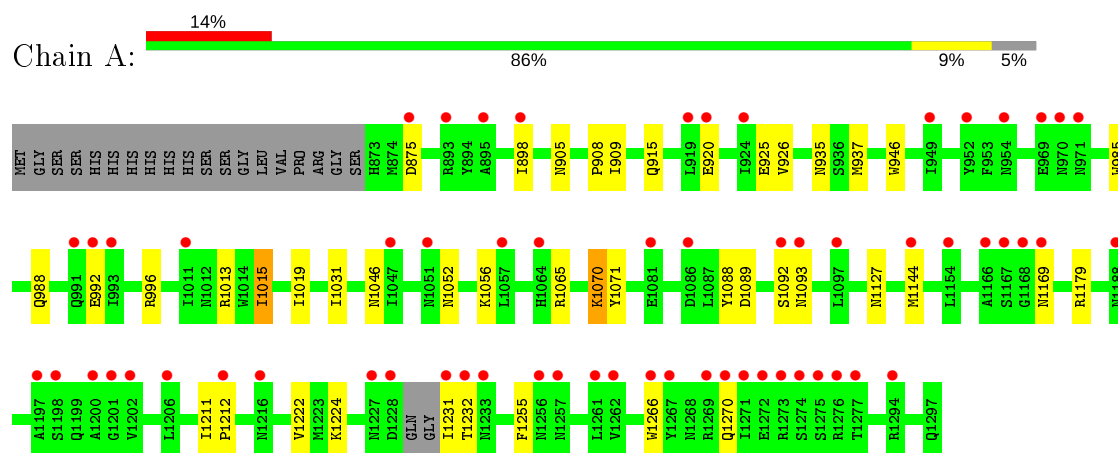 14%
Chain A:
86% 9% 5%
MET GLY SER SER HIS HIS HIS HIS HIS HIS SER SER GLY LEU VAL PRO ARG GLY SER H873 M874 D875 R893 Y894 A895 I898 N905 P908 I909 Q915 L919 E920 I924 E925 V926 N935 S936 M937 W946 I949 Y952 F953 N954 E969 N970 N971 W985
Q988 Q991 E992 I993 R996 I1011 N1012 R1013 W1014 I1015 I1019 I1031 N1046 I1047 N1051 N1052 K1056 L1057 H1064 R1065 K1070 Y1071 E1081 D1086 L1087 Y1088 D1089 S1092 N1093 L1097 N1127 M1144 L1154 A1166 S1167 G1168 N1169 R1179 N1188
A1197 S1198 Q1199 A1200 G1201 V1202 L1206 I1211 P1212 N1216 V1222 M1223 K1224 N1227 D1228 GLN GLY I1231 T1232 N1233 F1255 N1256 N1257 L1261 V1262 W1266 Y1267 N1268 R1269 Q1270 I1271 E1272 R1273 S1274 S1275 R1276 T1277 R1294 Q1297